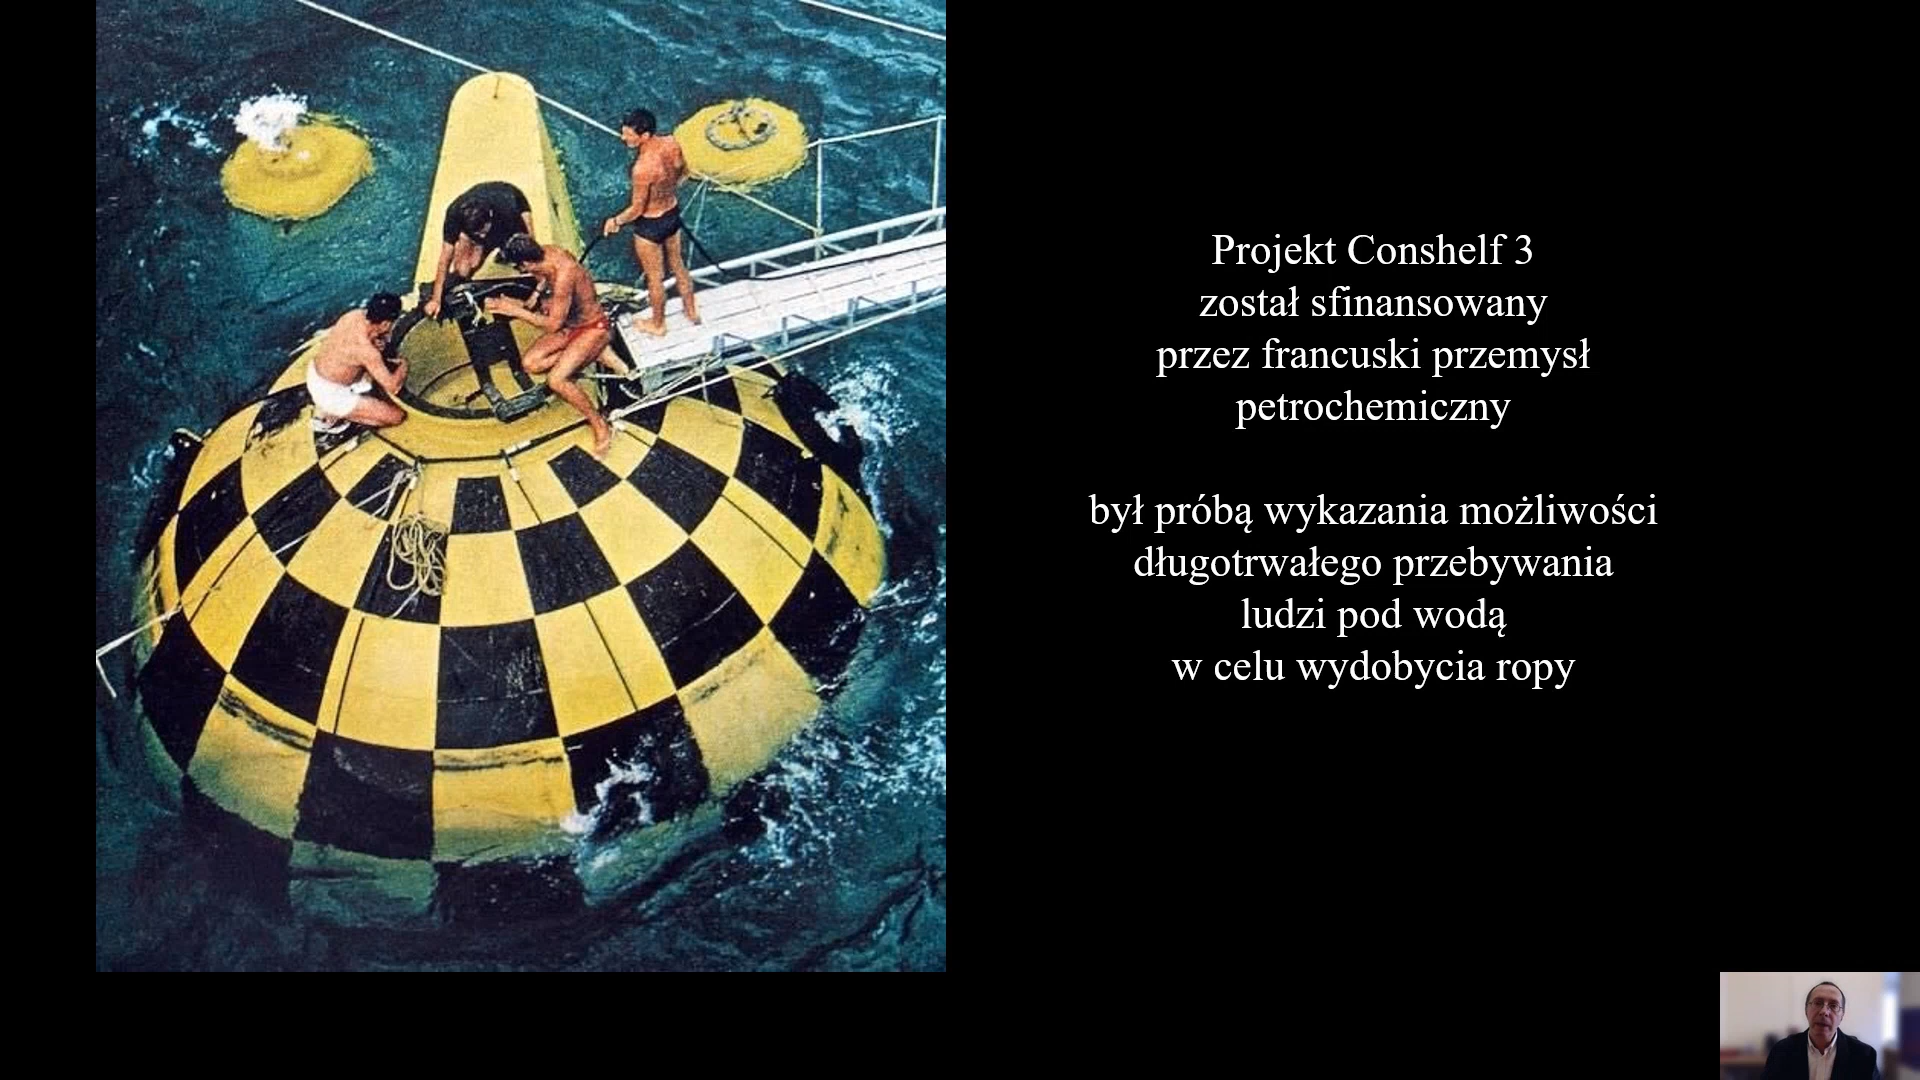 Projekt Conshelf 3
został sfinansowany
przez francuski przemysł
petrochemiczny
był próbą wykazania możliwości
długotrwałego przebywania
ludzi pod wodą
w celu wydobycia ropy